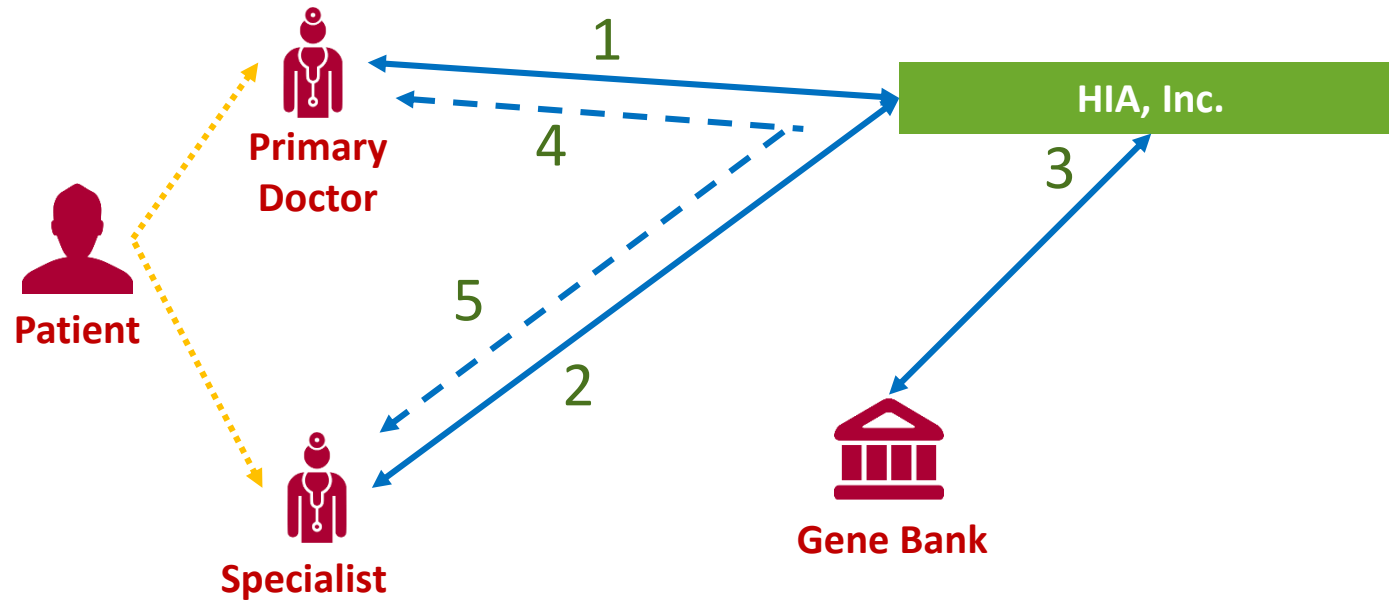 1
HIA, Inc.
Primary
Doctor
4
3
Patient
5
2
Gene Bank
Specialist